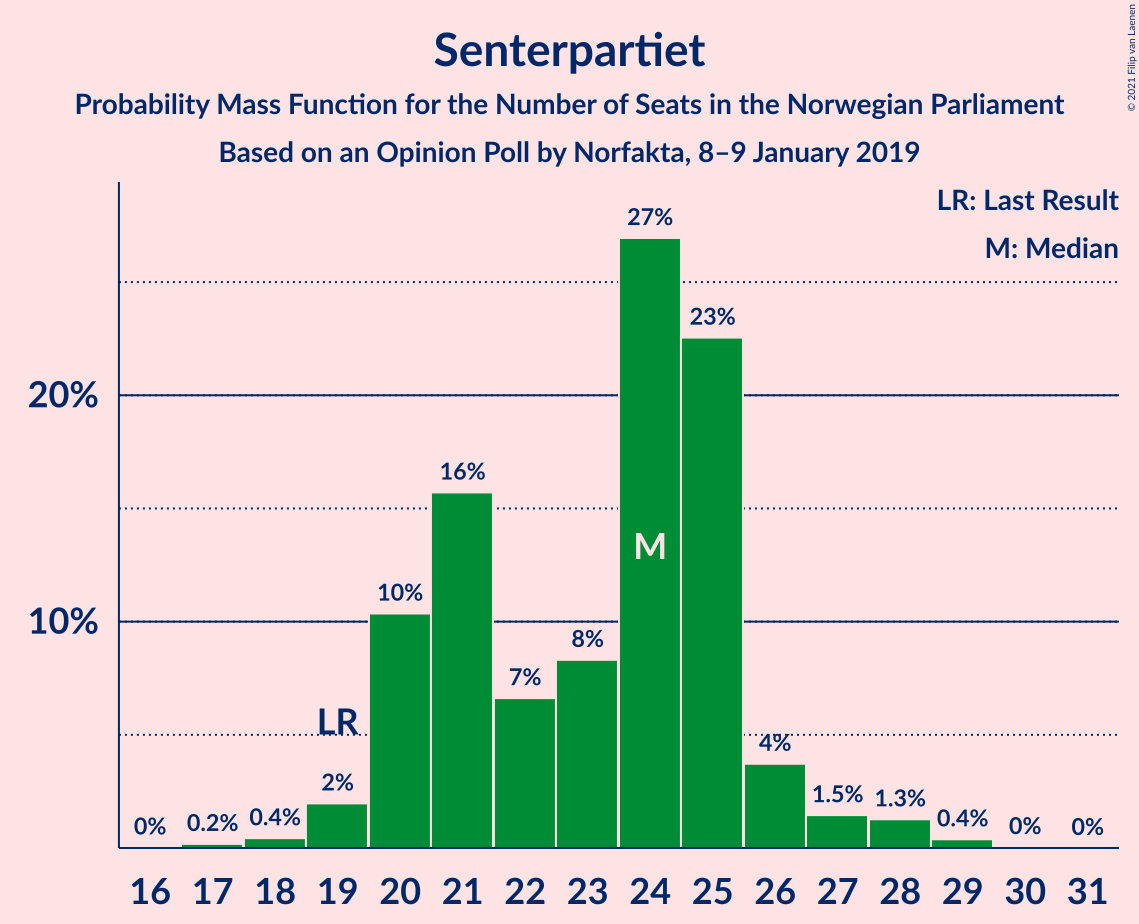 Senterpartiet
Probability Mass Function for the Number of Seats in the Norwegian Parliament
Based on an Opinion Poll by Norfakta, 8–9 January 2019
© 2021 Filip van Laenen
LR: Last Result
M: Median
20%
10%
0%
0.2%
0.4%
2%
LR
10%
16%
7%
8%
27%
M
23%
4%
1.5%
1.3%
0.4%
0%
0%
16 17 18 19 20 21 22 23 24 25 26 27 28 29 30 31